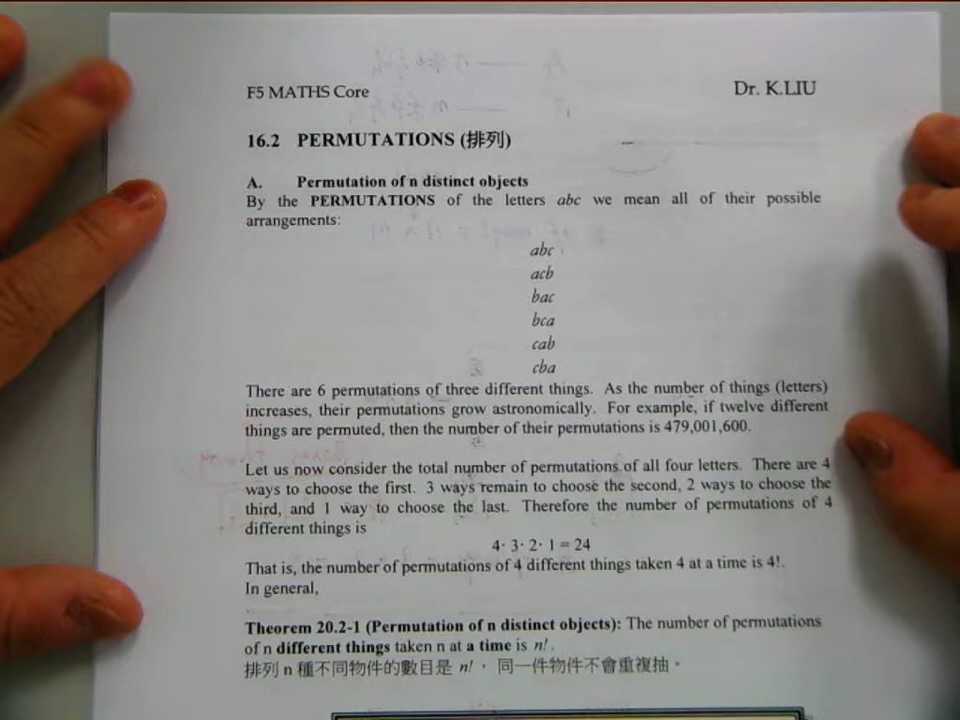 F5 MATHS Core
Dr. K.LIU
16.2 PERMUTATIONS (排列)
A. Permutation of n distinct objects
By the PERMUTATIONS of the letters abc we mean all of their possible
arrangements:
abc
acb
bac
bca
cab
cba
There are 6 permutations of three different things. As the number of things (letters)
increases, their permutations grow astronomically. For example, if twelve different
things are permuted, then the number of their permutations is 479,001,600.
Let us now consider the total number of permutations of all four letters. There are 4
ways to choose the first. 3 ways remain to choose the second, 2 ways to choose the
third, and 1 way to choose the last. Therefore the number of permutations of 4
different things is
4· 3· 2· 1 = 24
That is, the number of permutations of 4 different things taken 4 at a time is 4!.
In general,
Theorem 20.2-1 (Permutation of n distinct objects): The number of permutations
of n different things taken n at a time is n!.
排列 n 種不同物件的數目是 n!， 同一件物件不會重複抽。